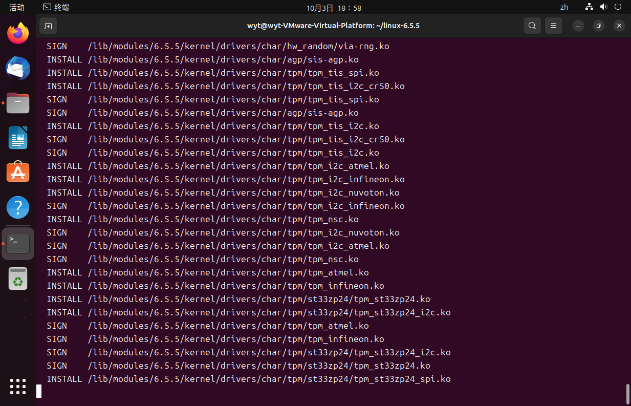 活动
终端
10月3日 18：58
zh
wyt@wyt-VMware-Virtual-Platform: ~/linux-6.5.5
SIGN /lib/modules/6.5.5/kernel/drivers/char/hw_random/via-rng.ko
INSTALL /lib/modules/6.5.5/kernel/drivers/char/agp/sis-agp.ko
INSTALL /lib/modules/6.5.5/kernel/drivers/char/tpm/tpm_tis_spi.ko
INSTALL /lib/modules/6.5.5/kernel/drivers/char/tpm/tpm_tis_i2c_cr50.ko
SIGN /lib/modules/6.5.5/kernel/drivers/char/tpm/tpm_tis_spi.ko
SIGN /lib/modules/6.5.5/kernel/drivers/char/agp/sis-agp.ko
INSTALL /lib/modules/6.5.5/kernel/drivers/char/tpm/tpm_tis_i2c.ko
SIGN /lib/modules/6.5.5/kernel/drivers/char/tpm/tpm_tis_i2c_cr50.ko
SIGN /lib/modules/6.5.5/kernel/drivers/char/tpm/tpm_tis_i2c.ko
INSTALL /lib/modules/6.5.5/kernel/drivers/char/tpm/tpm_i2c_atmel.ko
INSTALL /lib/modules/6.5.5/kernel/drivers/char/tpm/tpm_i2c_infineon.ko
INSTALL /lib/modules/6.5.5/kernel/drivers/char/tpm/tpm_i2c_nuvoton.ko
SIGN /lib/modules/6.5.5/kernel/drivers/char/tpm/tpm_i2c_infineon.ko
INSTALL /lib/modules/6.5.5/kernel/drivers/char/tpm/tpm_nsc.ko
SIGN /lib/modules/6.5.5/kernel/drivers/char/tpm/tpm_i2c_nuvoton.ko
SIGN /lib/modules/6.5.5/kernel/drivers/char/tpm/tpm_i2c_atmel.ko
SIGN /lib/modules/6.5.5/kernel/drivers/char/tpm/tpm_nsc.ko
INSTALL /lib/modules/6.5.5/kernel/drivers/char/tpm/tpm_atmel.ko
INSTALL /lib/modules/6.5.5/kernel/drivers/char/tpm/tpm_infineon.ko
INSTALL /lib/modules/6.5.5/kernel/drivers/char/tpm/st33zp24/tpm_st33zp24.ko
INSTALL /lib/modules/6.5.5/kernel/drivers/char/tpm/st33zp24/tpm_st33zp24_i2c.ko
SIGN /lib/modules/6.5.5/kernel/drivers/char/tpm/tpm_atmel.ko
SIGN /lib/modules/6.5.5/kernel/drivers/char/tpm/tpm_infineon.ko
SIGN /lib/modules/6.5.5/kernel/drivers/char/tpm/st33zp24/tpm_st33zp24_i2c.ko
SIGN /lib/modules/6.5.5/kernel/drivers/char/tpm/st33zp24/tpm_st33zp24.ko
INSTALL /lib/modules/6.5.5/kernel/drivers/char/tpm/st33zp24/tpm_st33zp24_spi.ko